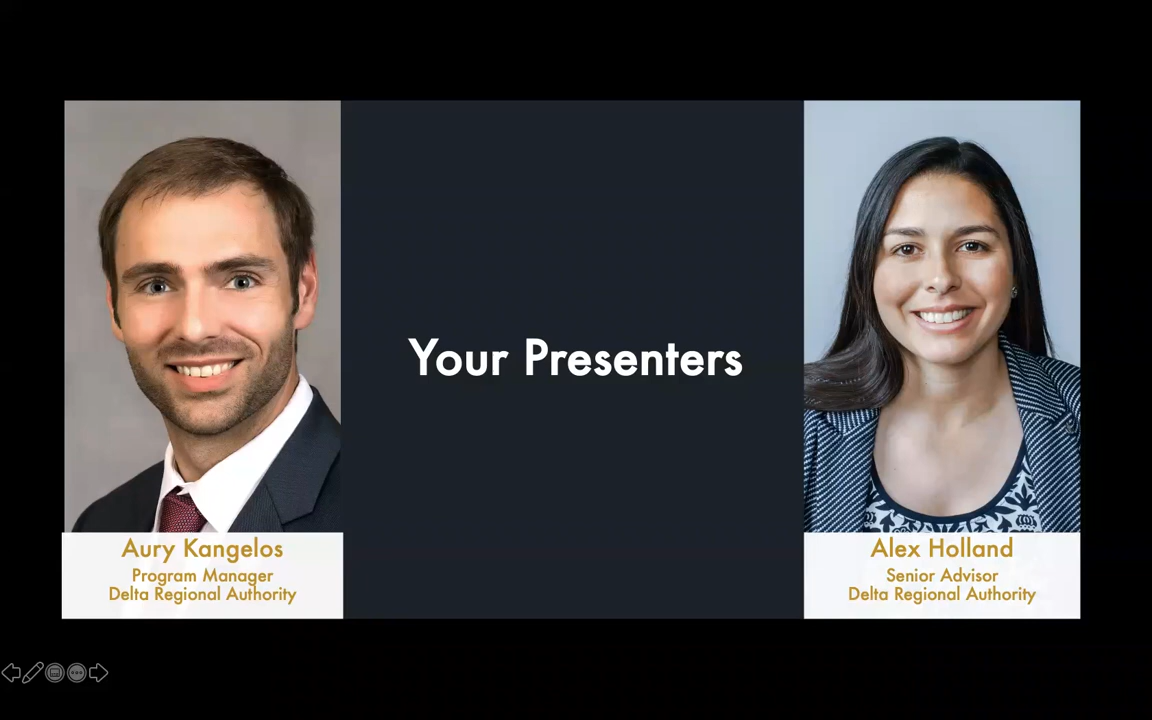 Your Presenters
Aury Kangelos
Program Manager
Delta Regional Authority
Alex Holland
Senior Advisor
Delta Regional Authority